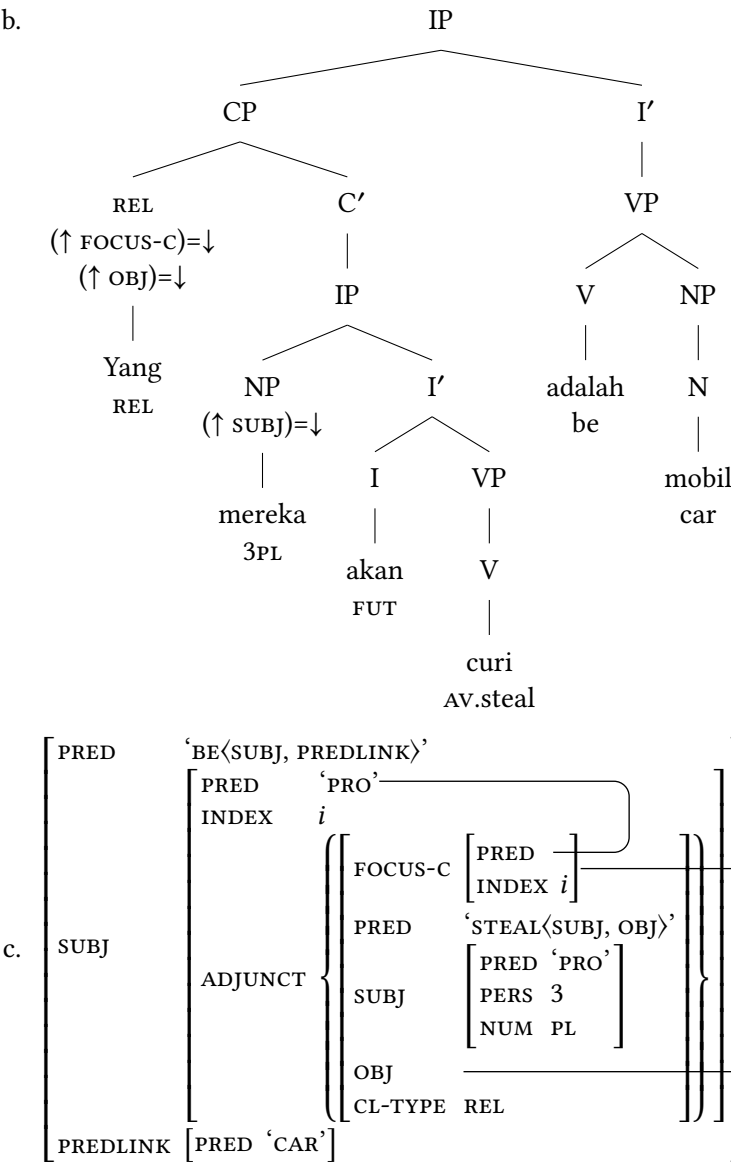 b. IP
CP I′
REL C′ VP
(↑ FOCUS-C)=↓
(↑ OBJ)=↓
IP V NP
Yang
REL
NP I′ adalah N
(↑ SUBJ)=↓ be
I VP mobil
car
mereka
3PL
akan V
FUT
curi
AV.steal
PRED ‘BE⟨SUBJ, PREDLINK⟩’
PRED ‘PRO’
INDEX i
FOCUS-C [PRED
INDEX i]
PRED ‘STEAL⟨SUBJ, OBJ⟩’
c. SUBJ
ADJUNCT
SUBJ [PRED ‘PRO’
PERS 3
NUM PL]
OBJ
CL-TYPE REL
PREDLINK [PRED ‘CAR’]